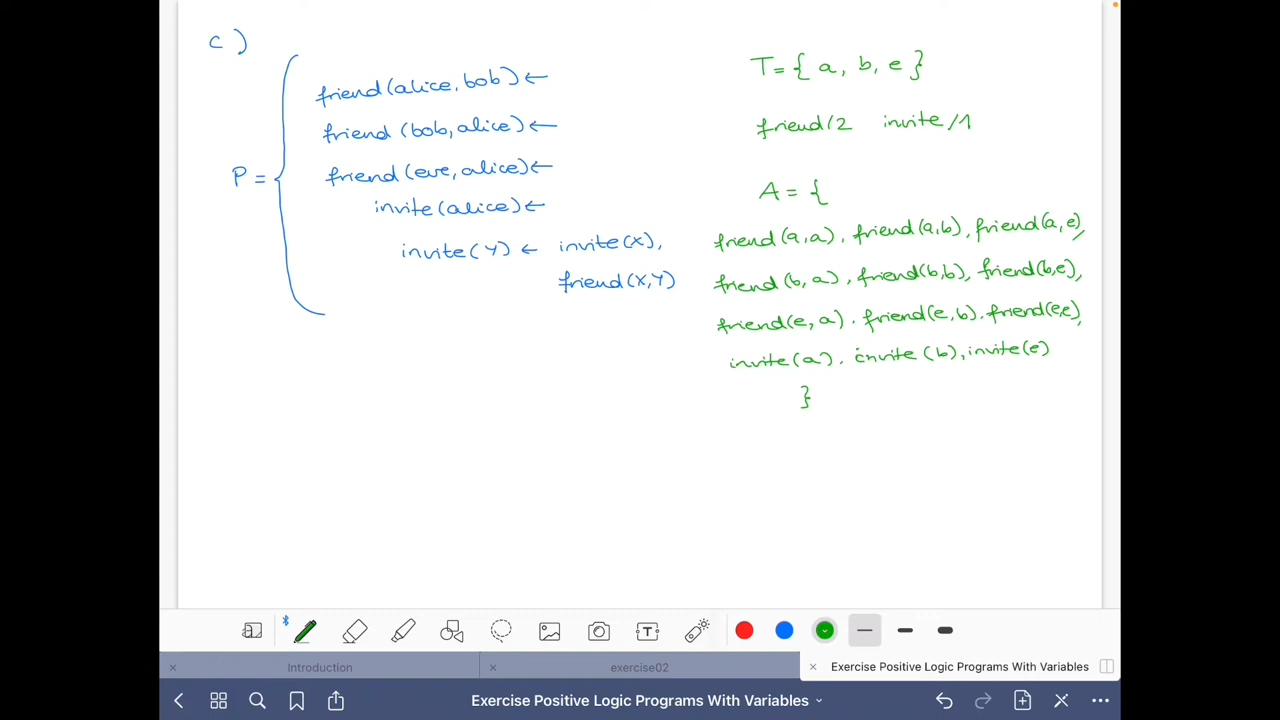 c)
P = {
friend(alice, bob) ←
friend (bob, alice) ←
friend (eve, alice) ←
invite (alice) ←
invite (Y) ← invite (X),
friend (X, Y)
T = { a, b, e }
friend/2 invite/1
A = {
friend (a, a), friend (a, b), friend (a, e),
friend (b, a), friend (b, b), friend (b, e),
friend (e, a), friend (e, b), friend (e, e),
invite (a), invite (b), invite (e)
}
T
Introduction
exercise02
Exercise Positive Logic Programs With Variables
Exercise Positive Logic Programs With Variables